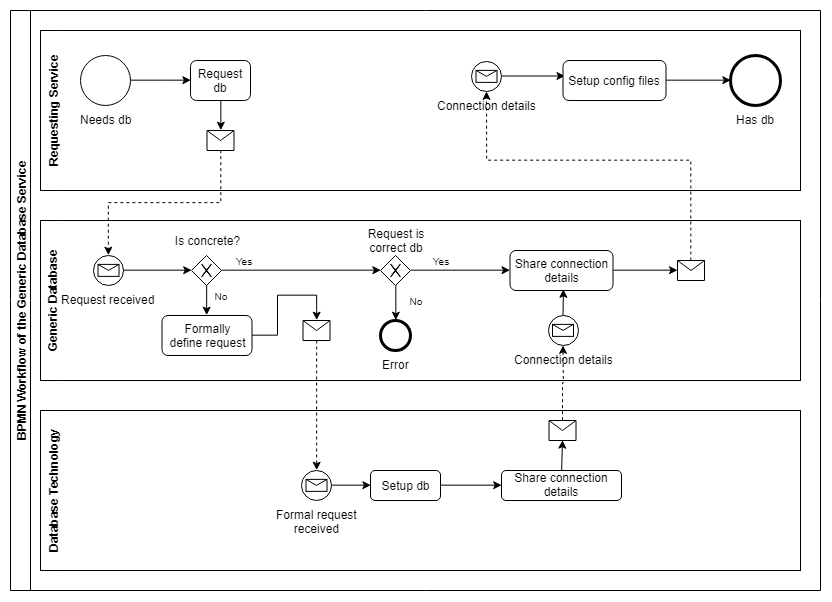 BPMN Workflow of the Generic Database Service
Requesting Service
Needs db
Request
db
Connection details
Setup config files
Has db
Generic Database
Request received
Is concrete?
Yes
No
Formally
define request
Request is
correct db
Yes
No
Error
Share connection
details
Connection details
Database Technology
Formal request
received
Setup db
Share connection
details